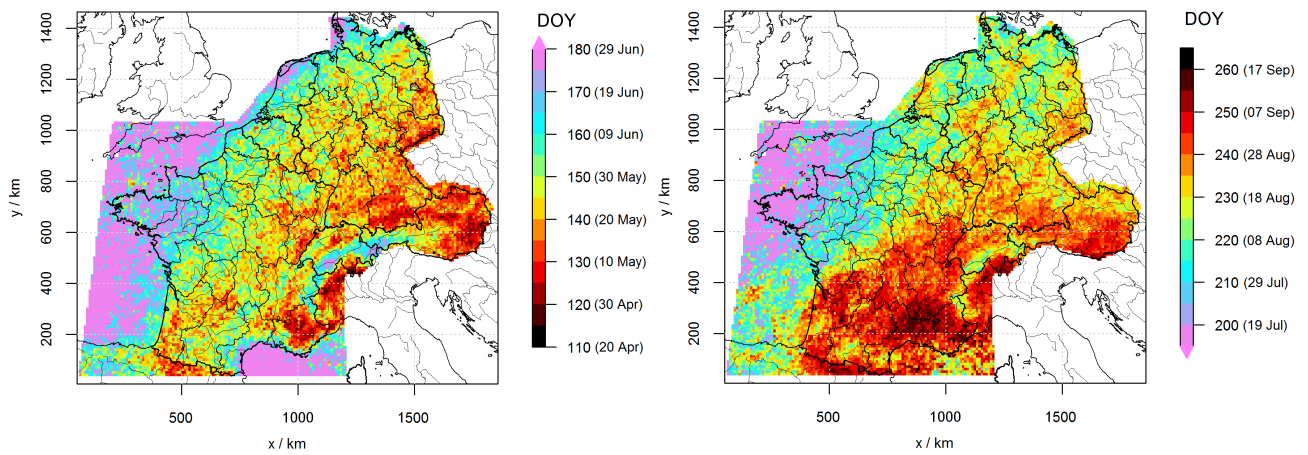 DOY
180 (29 Jun)
170 (19 Jun)
160 (09 Jun)
150 (30 May)
140 (20 May)
130 (10 May)
120 (30 Apr)
110 (20 Apr)
y / km
1400
1200
1000
800
600
400
200
500
1000
1500
x / km
DOY
260 (17 Sep)
250 (07 Sep)
240 (28 Aug)
230 (18 Aug)
220 (08 Aug)
210 (29 Jul)
200 (19 Jul)
y / km
1400
1200
1000
800
600
400
200
500
1000
1500
x / km